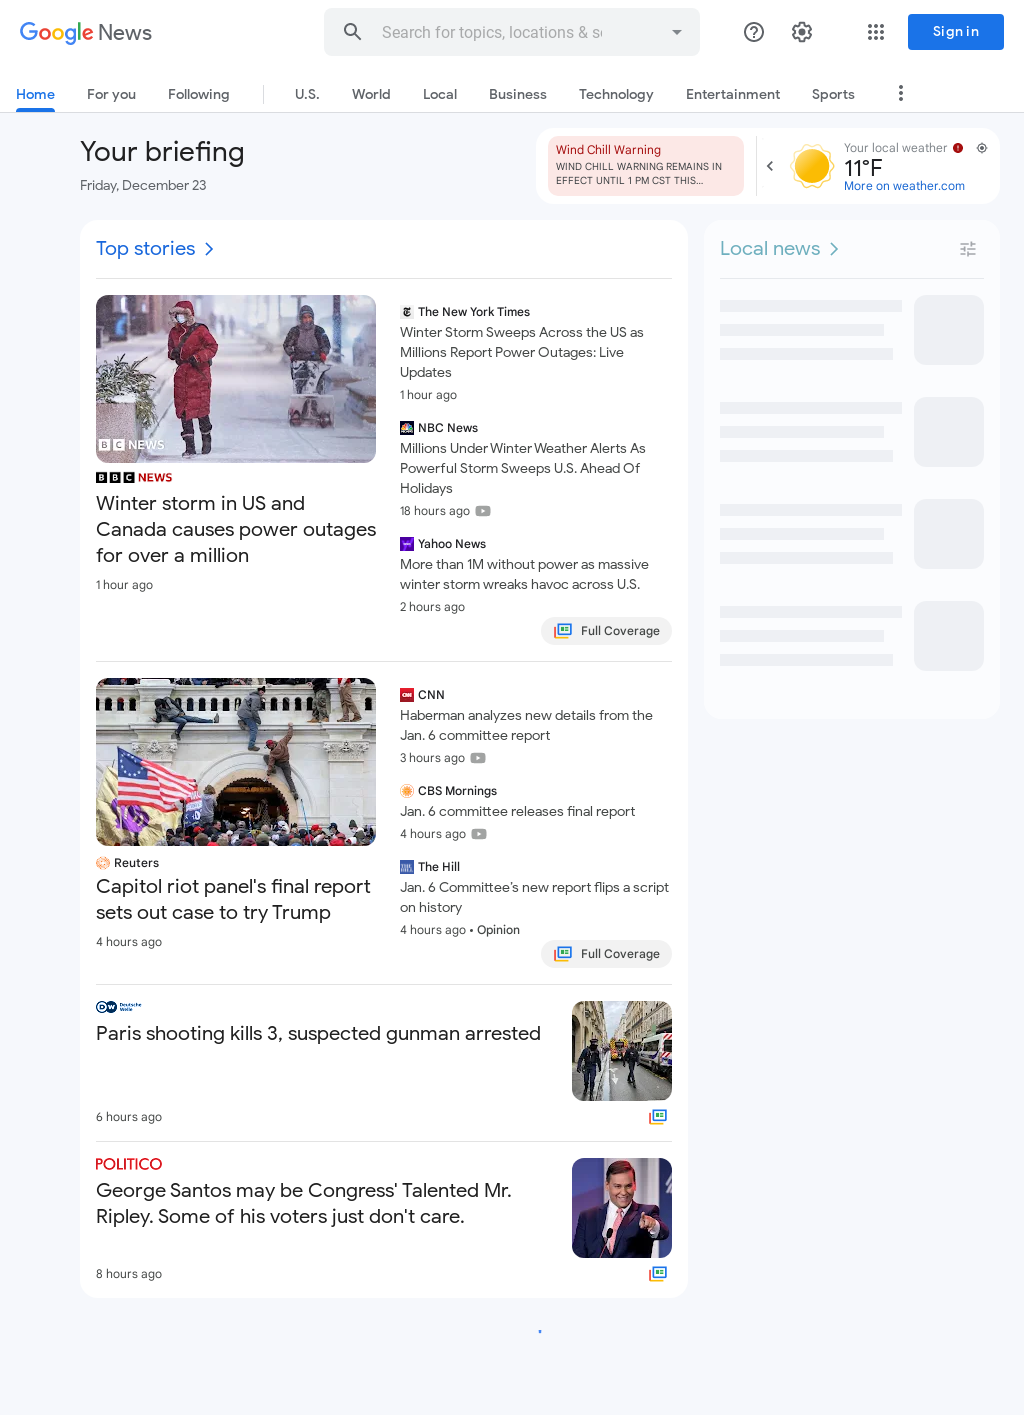 Google News
Search for topics, locations & so
Sign in
Home
For you
Following
U.S.
World
Local
Business
Technology
Entertainment
Sports
Your briefing
Friday, December 23
Wind Chill Warning
WIND CHILL WARNING REMAINS IN
EFFECT UNTIL 1 PM CST THIS...
Your local weather
11°F
More on weather.com
Top stories
Local news
BBC NEWS
BBC NEWS
Winter storm in US and
Canada causes power outages
for over a million
1 hour ago
The New York Times
Winter Storm Sweeps Across the US as
Millions Report Power Outages: Live
Updates
1 hour ago
NBC News
Millions Under Winter Weather Alerts As
Powerful Storm Sweeps U.S. Ahead Of
Holidays
18 hours ago
Yahoo News
More than 1M without power as massive
winter storm wreaks havoc across U.S.
2 hours ago
Full Coverage
Reuters
Capitol riot panel's final report
sets out case to try Trump
4 hours ago
CNN
Haberman analyzes new details from the
Jan. 6 committee report
3 hours ago
CBS Mornings
Jan. 6 committee releases final report
4 hours ago
THE HILL
The Hill
Jan. 6 Committee's new report flips a script
on history
4 hours ago • Opinion
Full Coverage
DW Deutsche
Welle
Paris shooting kills 3, suspected gunman arrested
6 hours ago
POLITICO
George Santos may be Congress' Talented Mr.
Ripley. Some of his voters just don't care.
8 hours ago